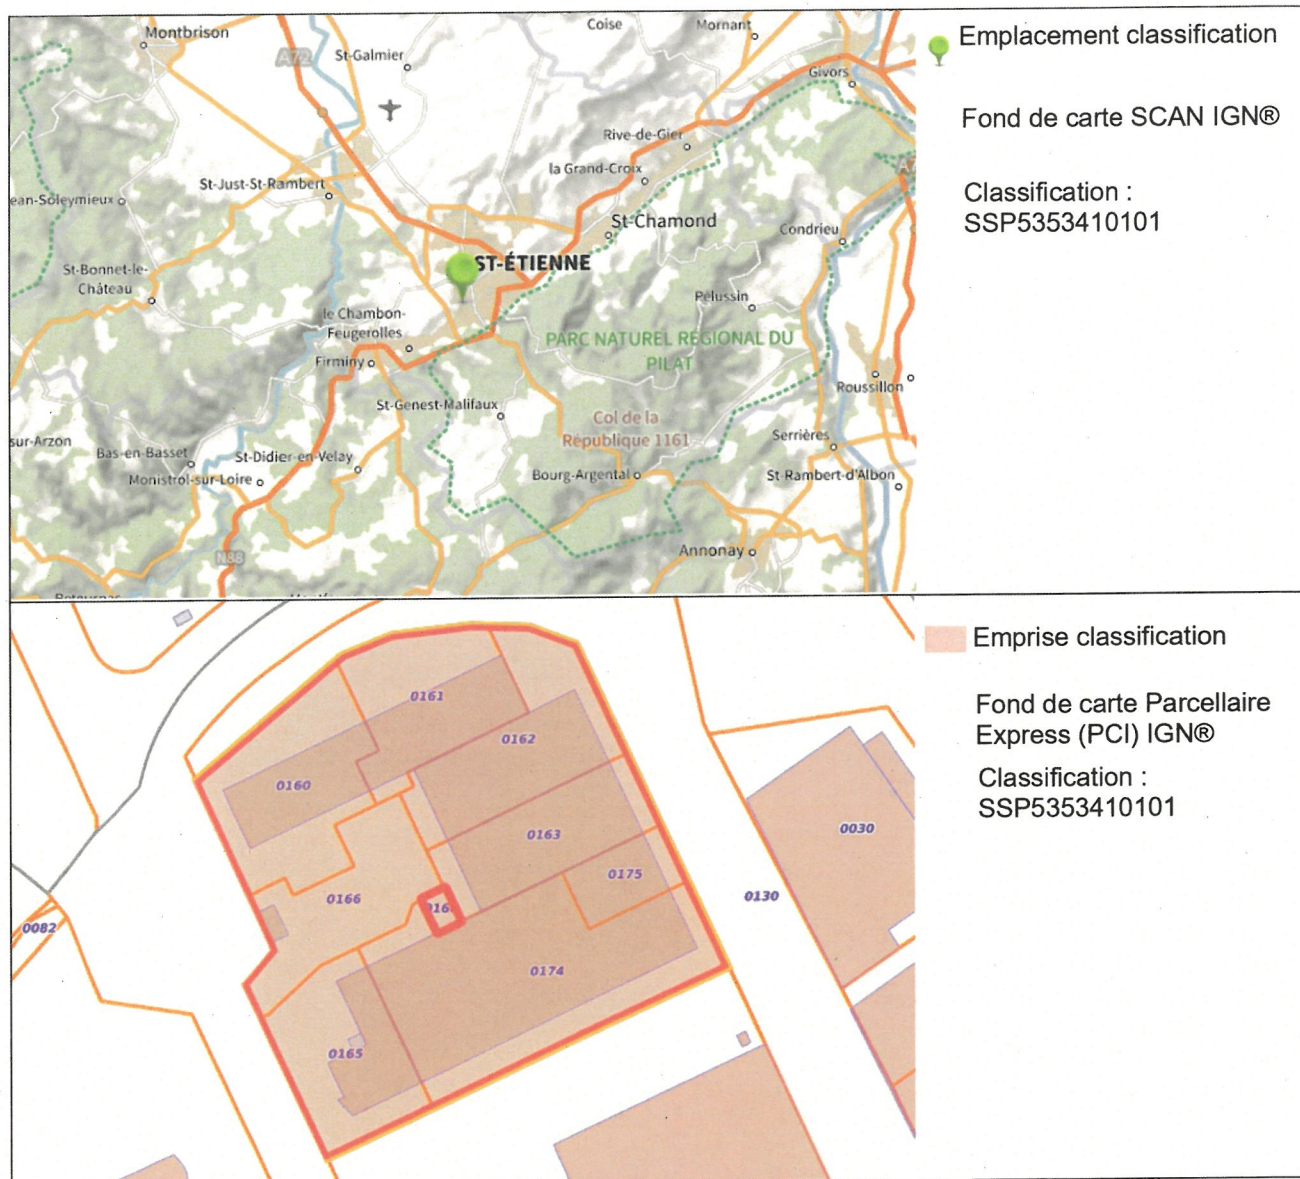 Montbrison
Coise
Mornant
A72
St-Galmier
Givors
Rive-de-Gier
la Grand-Croix
St-Just-St-Rambert
ean-Soleymieux
St-Chamond
Condrieu
ST-ÉTIENNE
St-Bonnet-le-
Château
Pélussin
le Chambon-
Feugerolles
PARC NATUREL RÉGIONAL DU
PILAT
Firminy
Roussillon
St-Genest-Malifaux
Col de la
République 1161
sur-Arzon
Bas-en-Basset
St-Didier-en-Velay
Serrières
Monistrol-sur-Loire
Bourg-Argental
St-Rambert-d'Albon
N88
Annonay
Emplacement classification
Fond de carte SCAN IGN®
Classification :
SSP5353410101
0161
0162
0160
0163
0030
0175
0166
0130
0082
0174
0165
Emprise classification
Fond de carte Parcellaire
Express (PCI) IGN®
Classification :
SSP5353410101